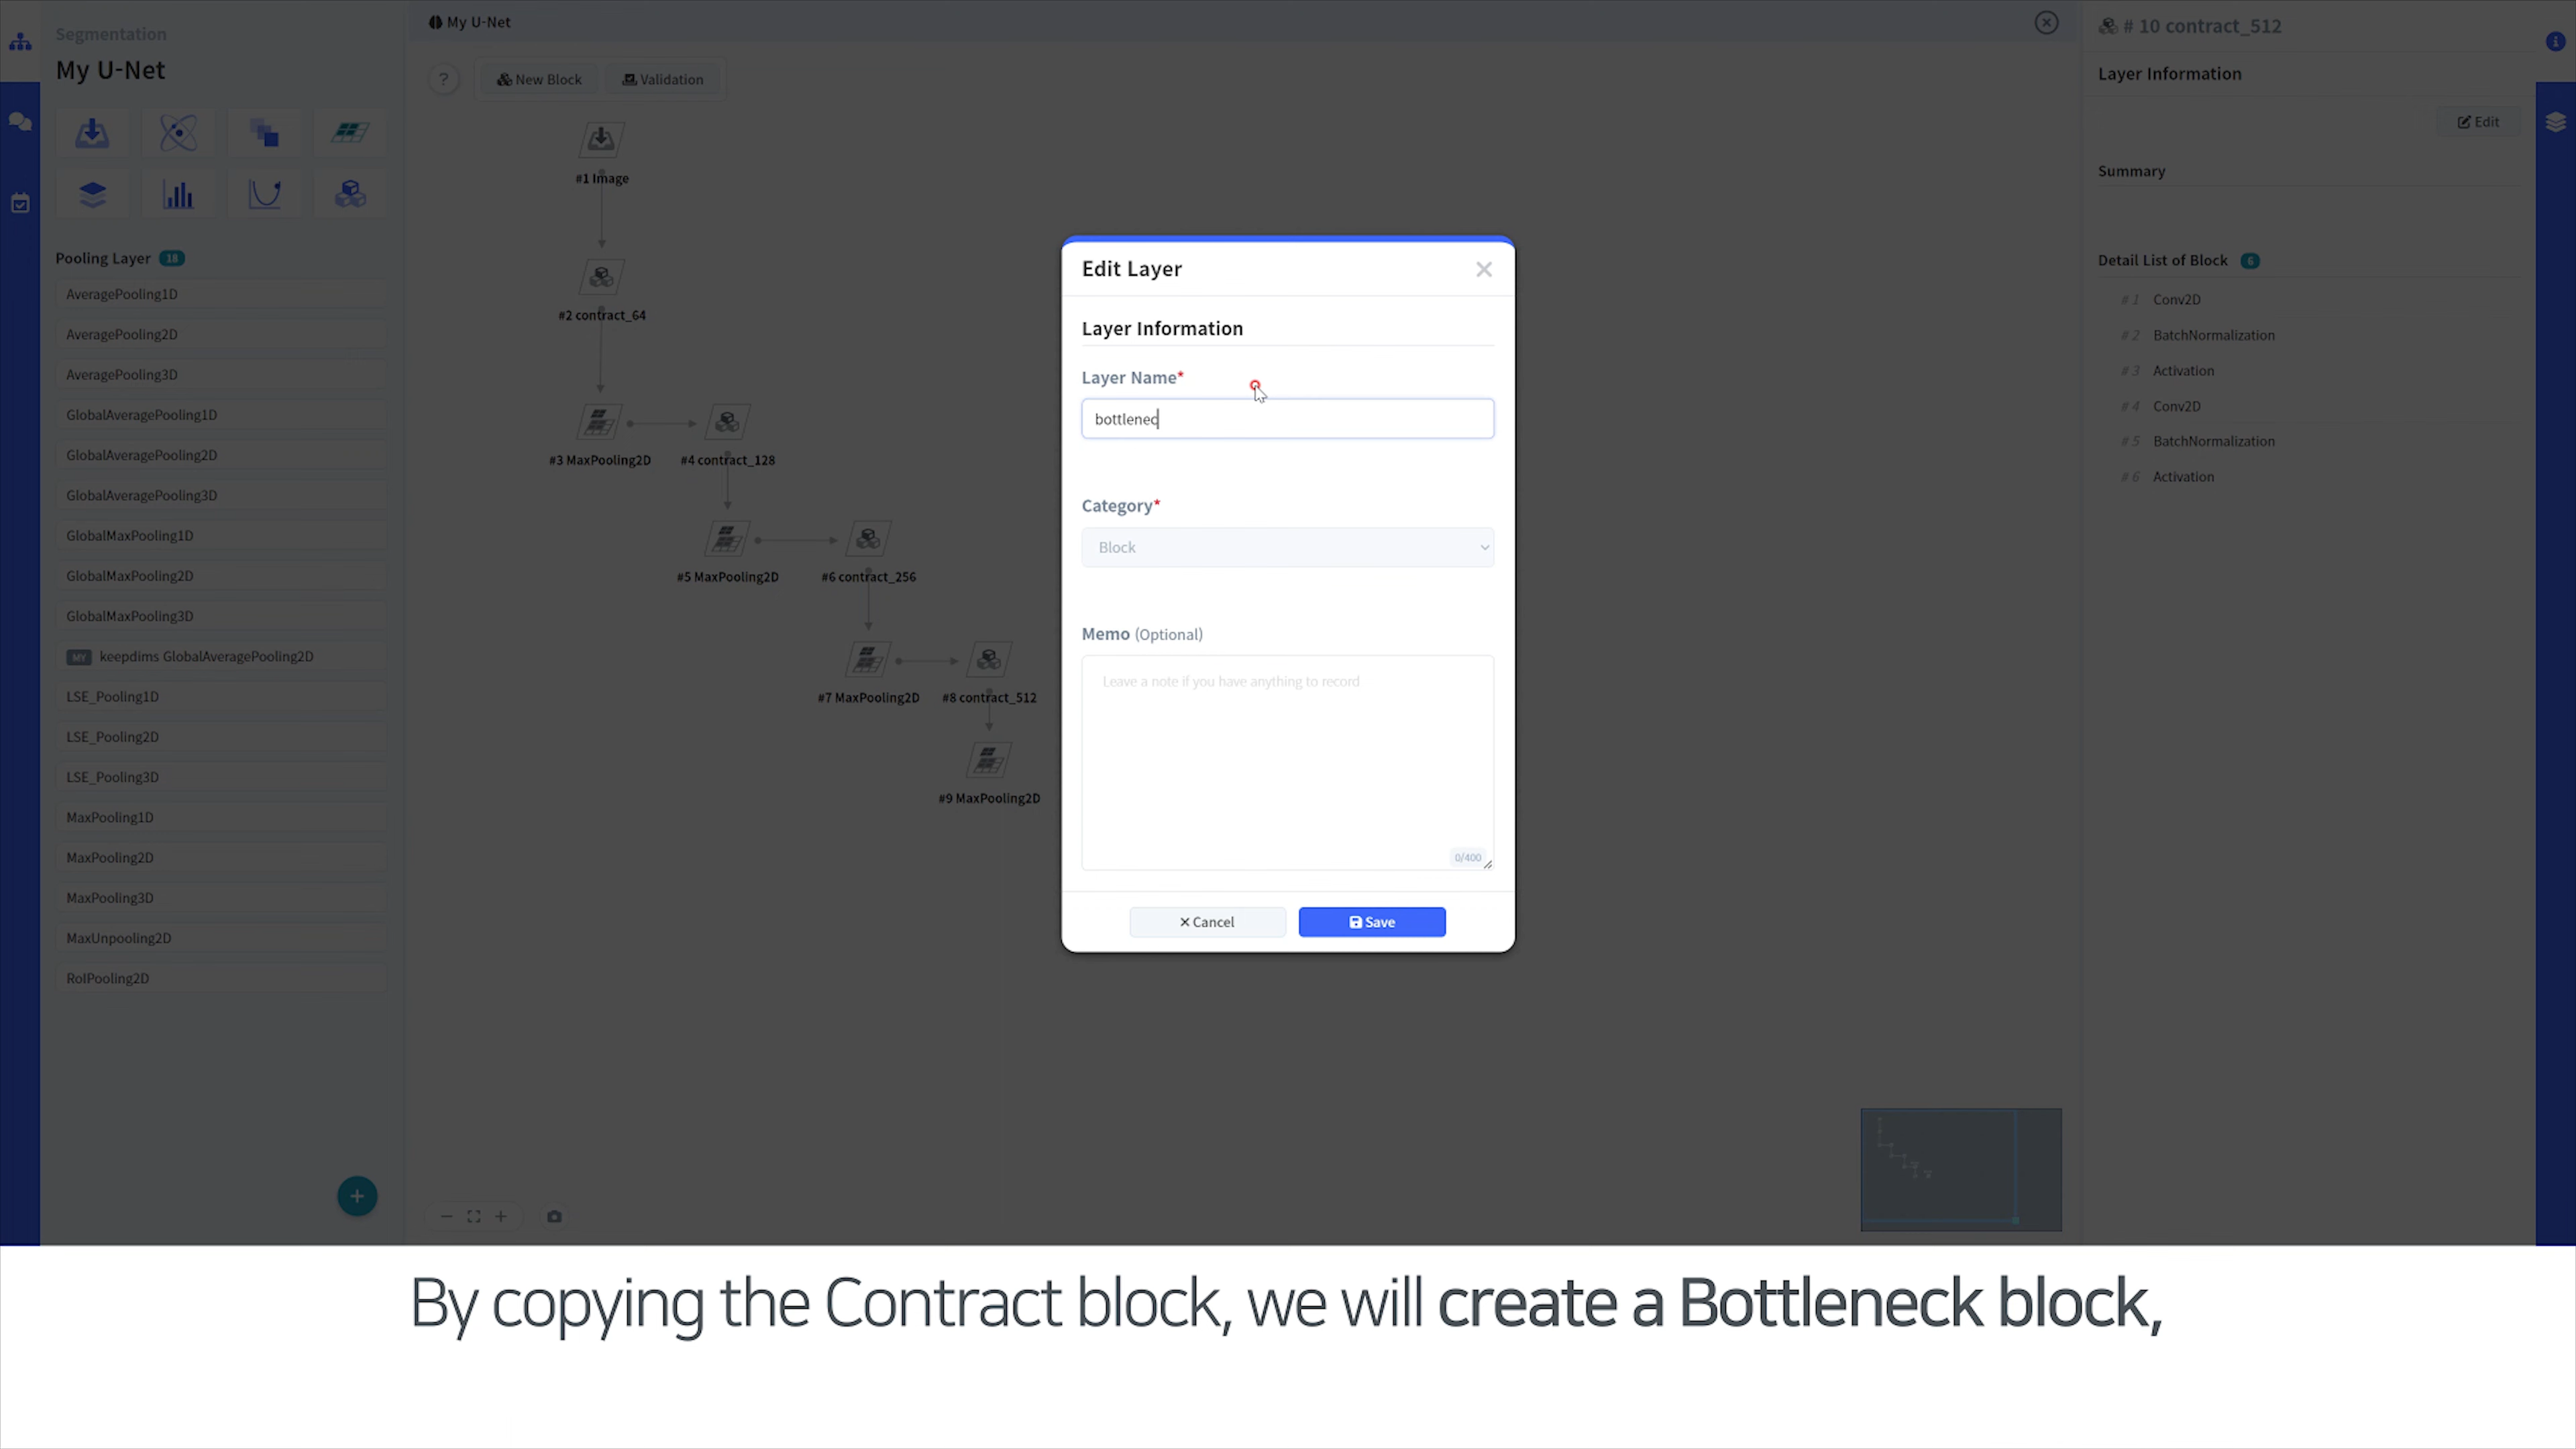 Segmentation
My U-Net
Pooling Layer 18
AveragePooling1D
AveragePooling2D
AveragePooling3D
GlobalAveragePooling1D
GlobalAveragePooling2D
GlobalAveragePooling3D
GlobalMaxPooling1D
GlobalMaxPooling2D
GlobalMaxPooling3D
MY keepdims GlobalAveragePooling2D
LSE_Pooling1D
LSE_Pooling2D
LSE_Pooling3D
MaxPooling1D
MaxPooling2D
MaxPooling3D
MaxUnpooling2D
RoIPooling2D
My U-Net
? New Block Validation
#1 Image
#2 contract_64
#3 MaxPooling2D #4 contract_128
#5 MaxPooling2D #6 contract_256
#7 MaxPooling2D #8 contract_512
#9 MaxPooling2D
Edit Layer
Layer Information
Layer Name*
bottlenec
Category*
Block
Memo (Optional)
Leave a note if you have anything to record
0/400
Cancel Save
# 10 contract_512
Layer Information
Edit
Summary
Detail List of Block 6
# 1 Conv2D
# 2 BatchNormalization
# 3 Activation
# 4 Conv2D
# 5 BatchNormalization
# 6 Activation
By copying the Contract block, we will create a Bottleneck block,